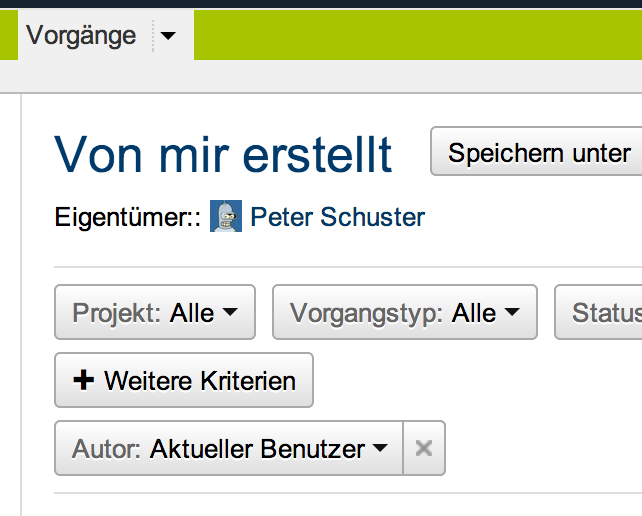 Vorgänge
Von mir erstellt Speichern unter
Eigentümer:: Peter Schuster
Projekt: Alle Vorgangstyp: Alle Status
Weitere Kriterien
Autor: Aktueller Benutzer